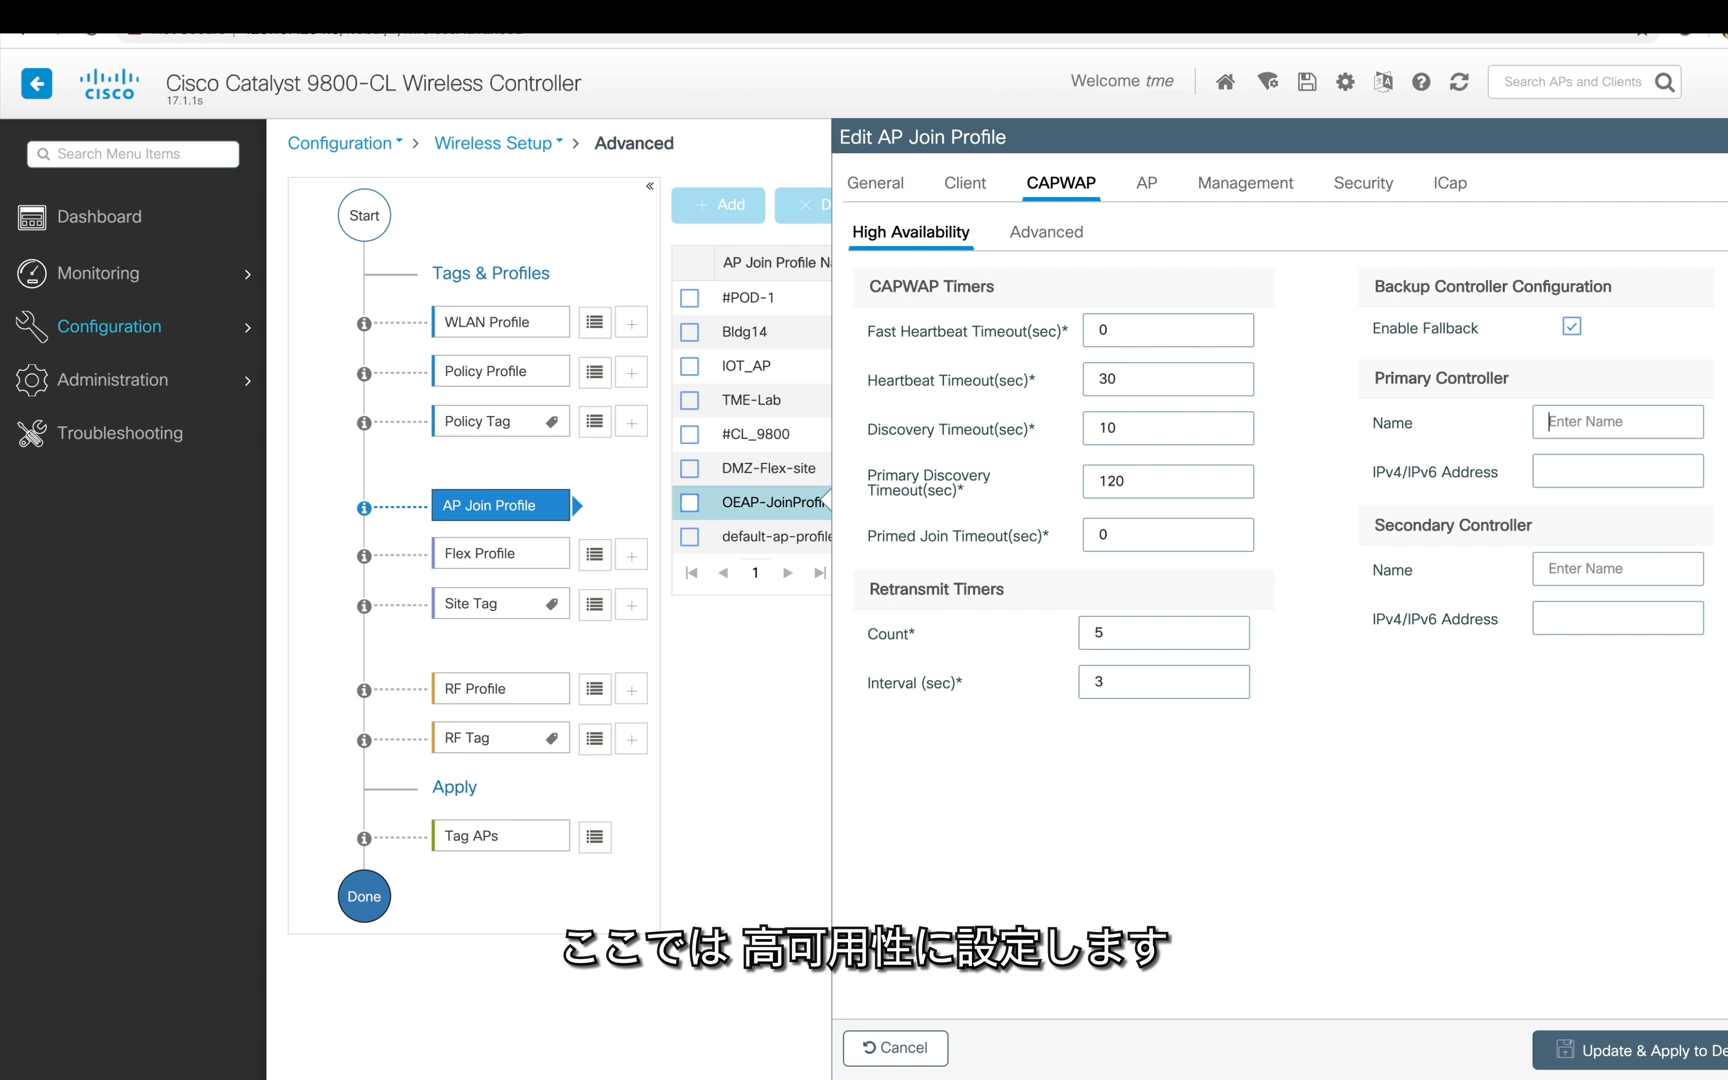 Cisco Catalyst 9800-CL Wireless Controller
17.1.1s
CISCO
Welcome tme
Search APs and Clients
Search Menu Items
Dashboard
Monitoring
Configuration
Administration
Troubleshooting
Configuration > Wireless Setup > Advanced
Start
Tags & Profiles
WLAN Profile
Policy Profile
Policy Tag
AP Join Profile
Flex Profile
Site Tag
RF Profile
RF Tag
Apply
Tag APs
Done
+ Add
× D
AP Join Profile Na
#POD-1
Bldg14
IOT_AP
TME-Lab
#CL_9800
DMZ-Flex-site
OEAP-JoinProfi
default-ap-profile
1
Edit AP Join Profile
General Client CAPWAP AP Management Security ICap
High Availability Advanced
CAPWAP Timers
Fast Heartbeat Timeout(sec)* 0
Heartbeat Timeout(sec)* 30
Discovery Timeout(sec)* 10
Primary Discovery
Timeout(sec)* 120
Primed Join Timeout(sec)* 0
Retransmit Timers
Count* 5
Interval (sec)* 3
Backup Controller Configuration
Enable Fallback
Primary Controller
Name Enter Name
IPv4/IPv6 Address
Secondary Controller
Name Enter Name
IPv4/IPv6 Address
ここでは 高可用性に設定します
Cancel
Update & Apply to De